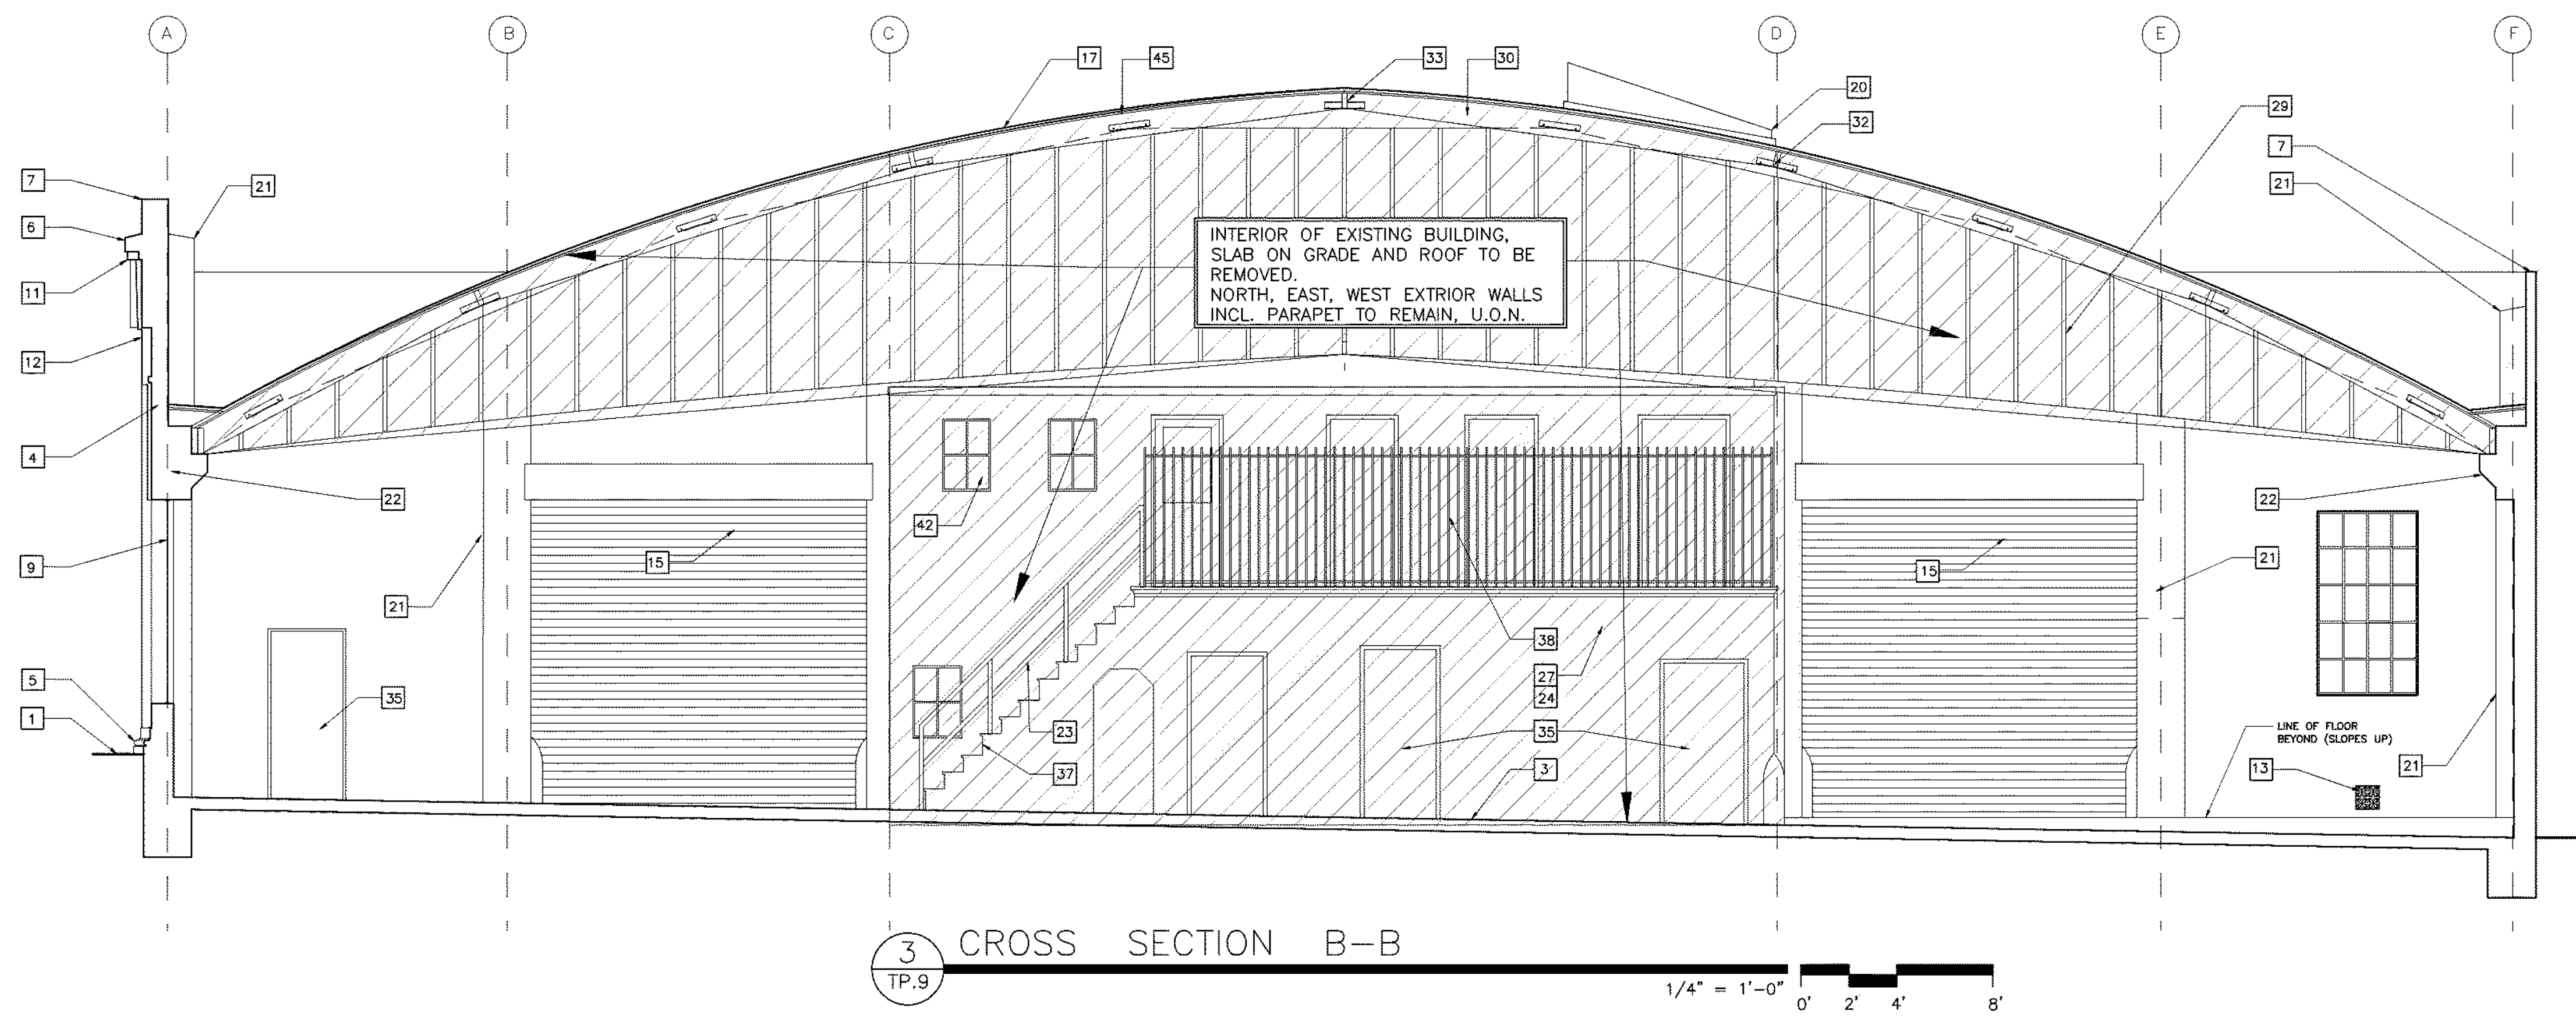 A
B
C
D
E
F
17
45
33
30
20
32
29
7
21
7
21
6
11
12
4
22
9
21
5
1
35
15
42
INTERIOR OF EXISTING BUILDING,
SLAB ON GRADE AND ROOF TO BE
REMOVED.
NORTH, EAST, WEST EXTRIOR WALLS
INCL. PARAPET TO REMAIN, U.O.N.
38
27
24
23
35
37
3
15
21
22
LINE OF FLOOR
BEYOND (SLOPES UP)
13
21
3
TP.9
CROSS SECTION B-B
1/4" = 1'-0"
0' 2' 4' 8'